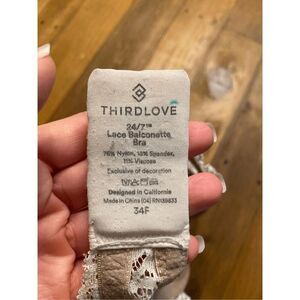 THIRDLOVE
24/7™
Lace Balconette
Bra
76% Nylon, 13% Spandex,
11% Viscose
Exclusive of decoration
Designed in California
Made in China (04) RN139833
34F